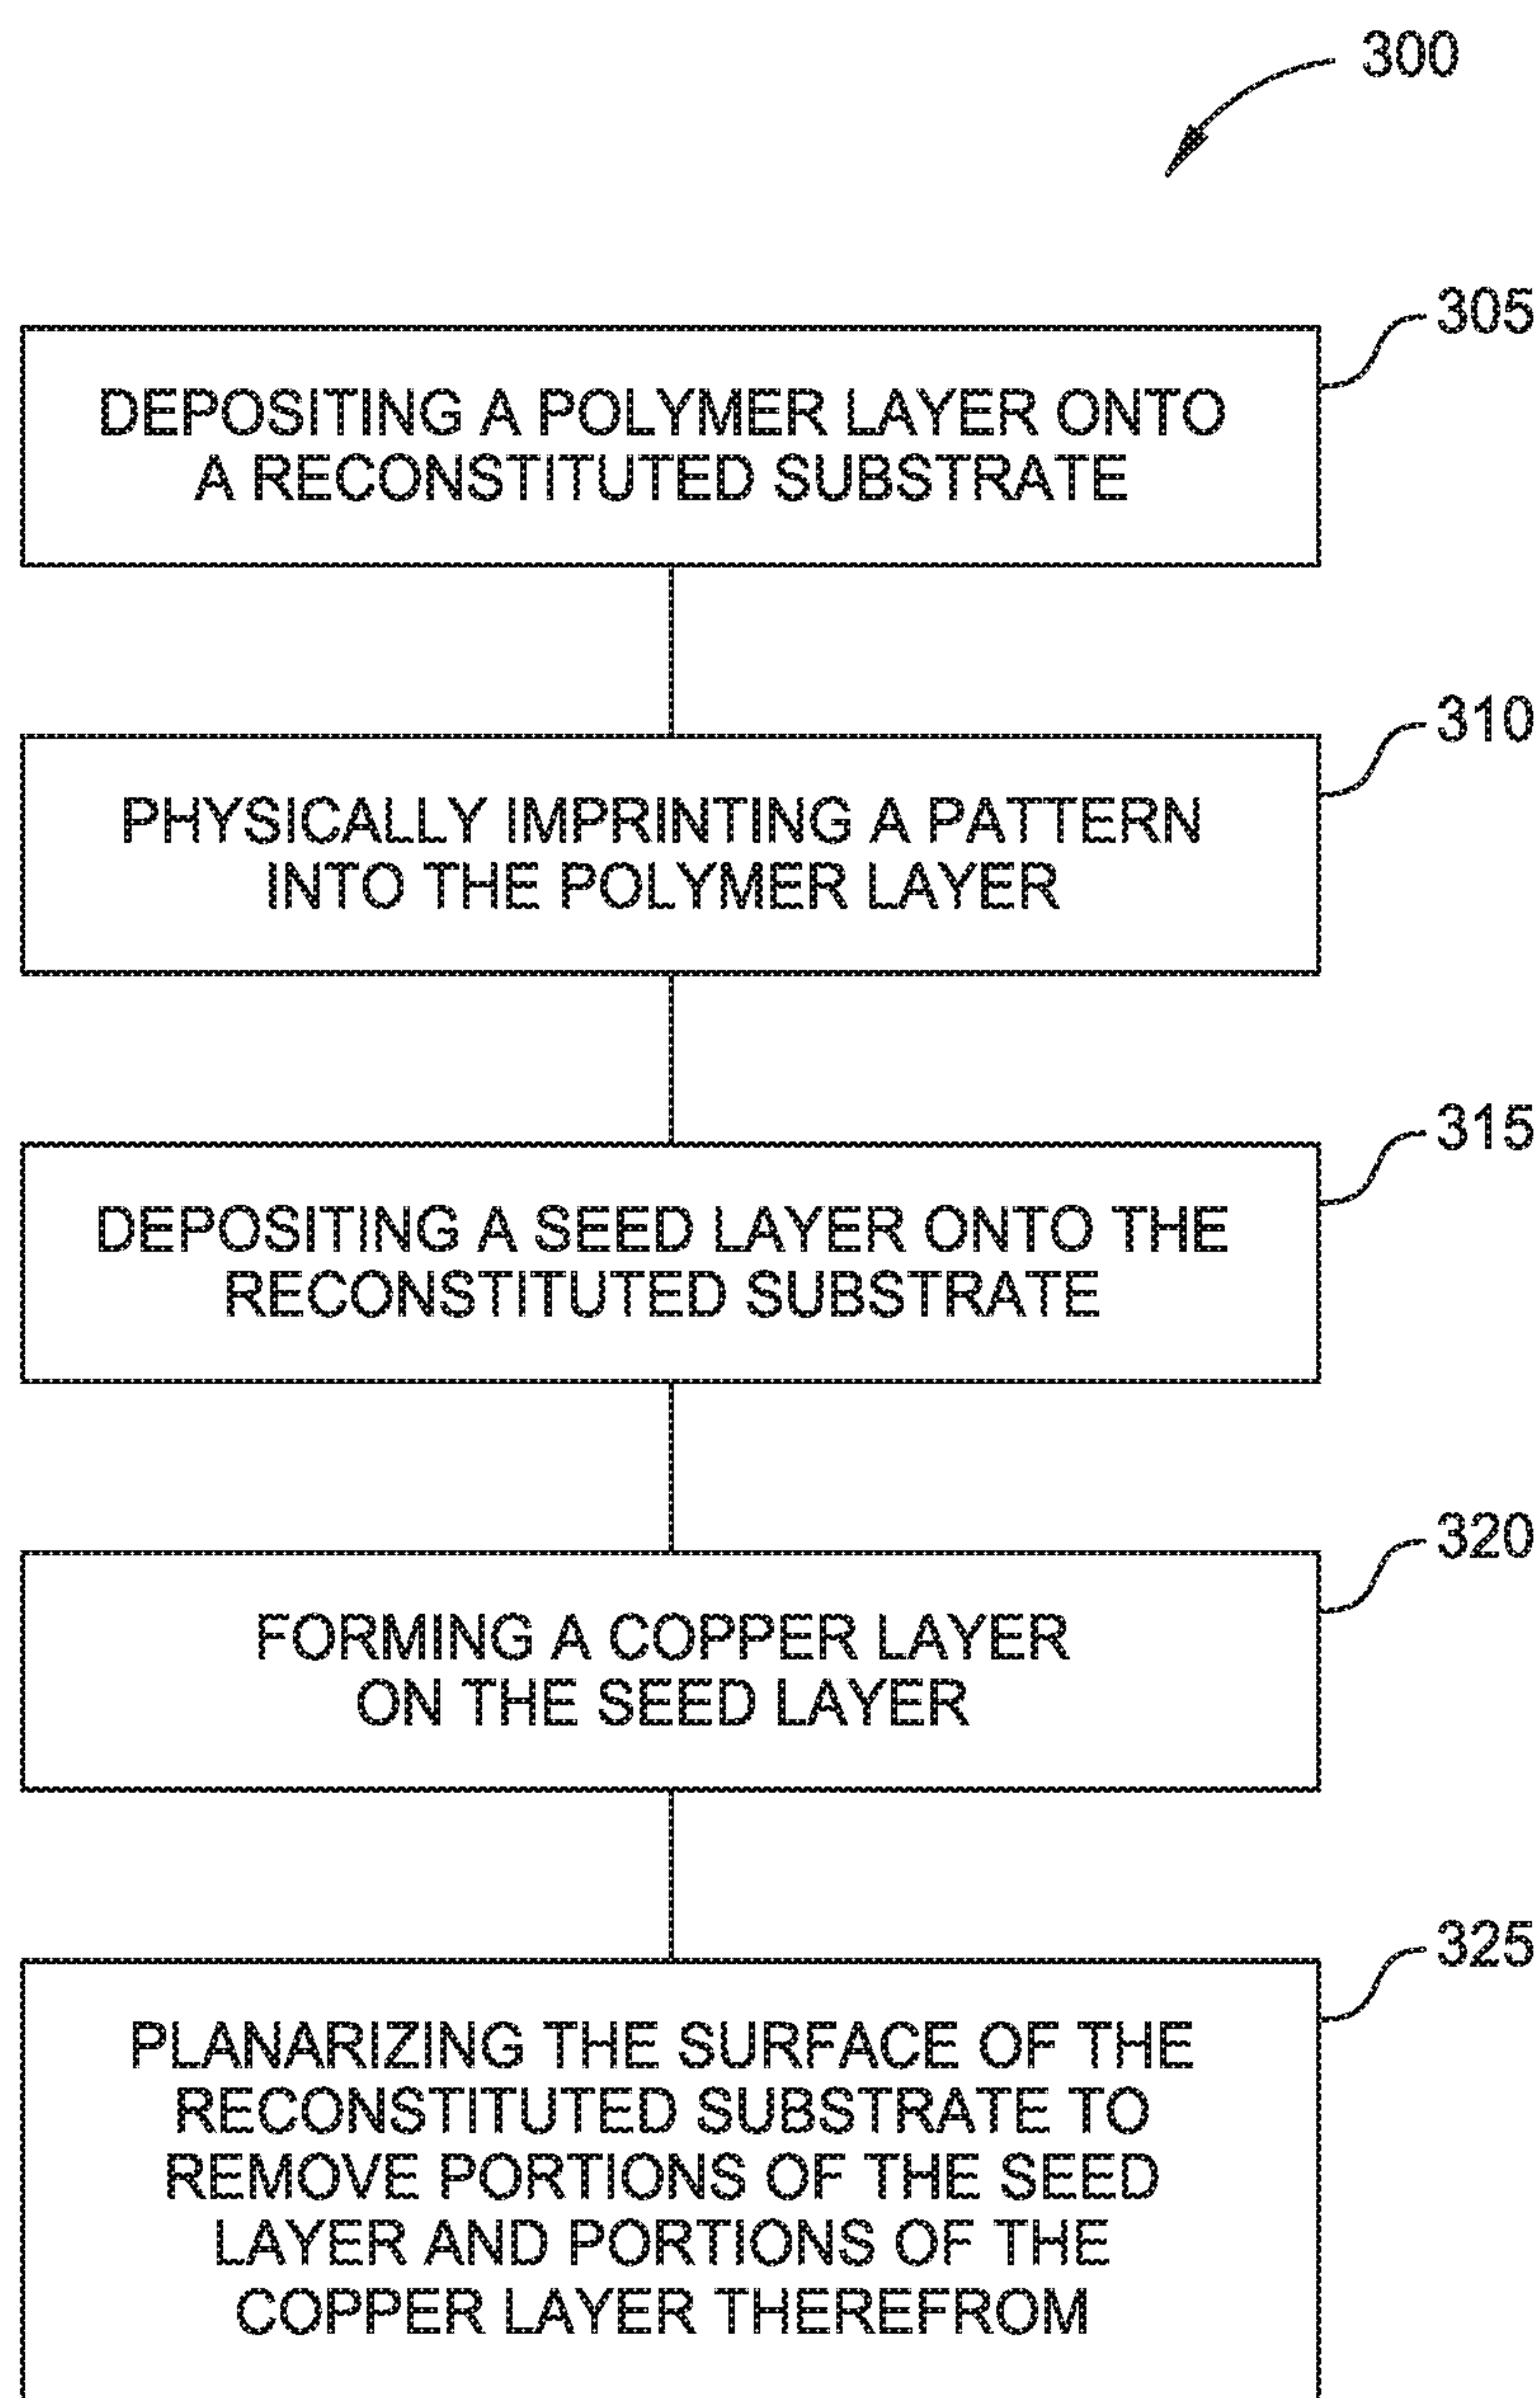 300
305
DEPOSITING A POLYMER LAYER ONTO
A RECONSTITUTED SUBSTRATE
310
PHYSICALLY IMPRINTING A PATTERN
INTO THE POLYMER LAYER
315
DEPOSITING A SEED LAYER ONTO THE
RECONSTITUTED SUBSTRATE
320
FORMING A COPPER LAYER
ON THE SEED LAYER
325
PLANARIZING THE SURFACE OF THE
RECONSTITUTED SUBSTRATE TO
REMOVE PORTIONS OF THE SEED
LAYER AND PORTIONS OF THE
COPPER LAYER THEREFROM